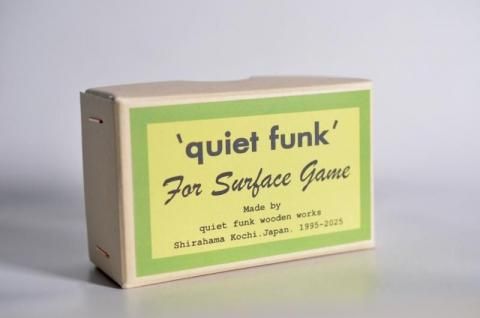 ‘quiet funk’
For Surface Game
Made by
quiet funk wooden works
Shirahama Kochi.Japan. 1995-2025